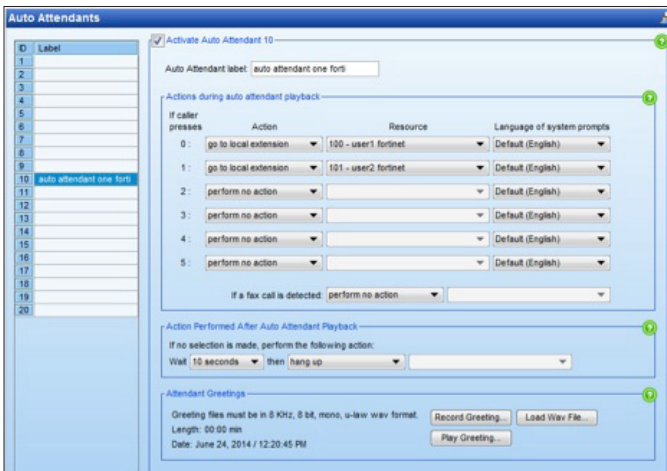 Auto Attendants
ID Label
1
2
3
4
5
6
7
8
9
10 auto attendant one forti
11
12
13
14
15
16
17
18
19
20
Activate Auto Attendant 10
Auto Attendant label: auto attendant one forti
Actions during auto attendant playback
If caller
presses Action Resource Language of system prompts
0 : go to local extension 100 - user1 fortinet Default (English)
1 : go to local extension 101 - user2 fortinet Default (English)
2 : perform no action Default (English)
3 : perform no action Default (English)
4 : perform no action Default (English)
5 : perform no action Default (English)
If a fax call is detected: perform no action
Action Performed After Auto Attendant Playback
If no selection is made, perform the following action:
Wait 10 seconds then hang up
Attendant Greetings
Greeting files must be in 8 KHz, 8 bit, mono, u-law wav format. Record Greeting... Load Wav File...
Length: 00:00 min
Play Greeting...
Date: June 24, 2014 / 12:20:45 PM